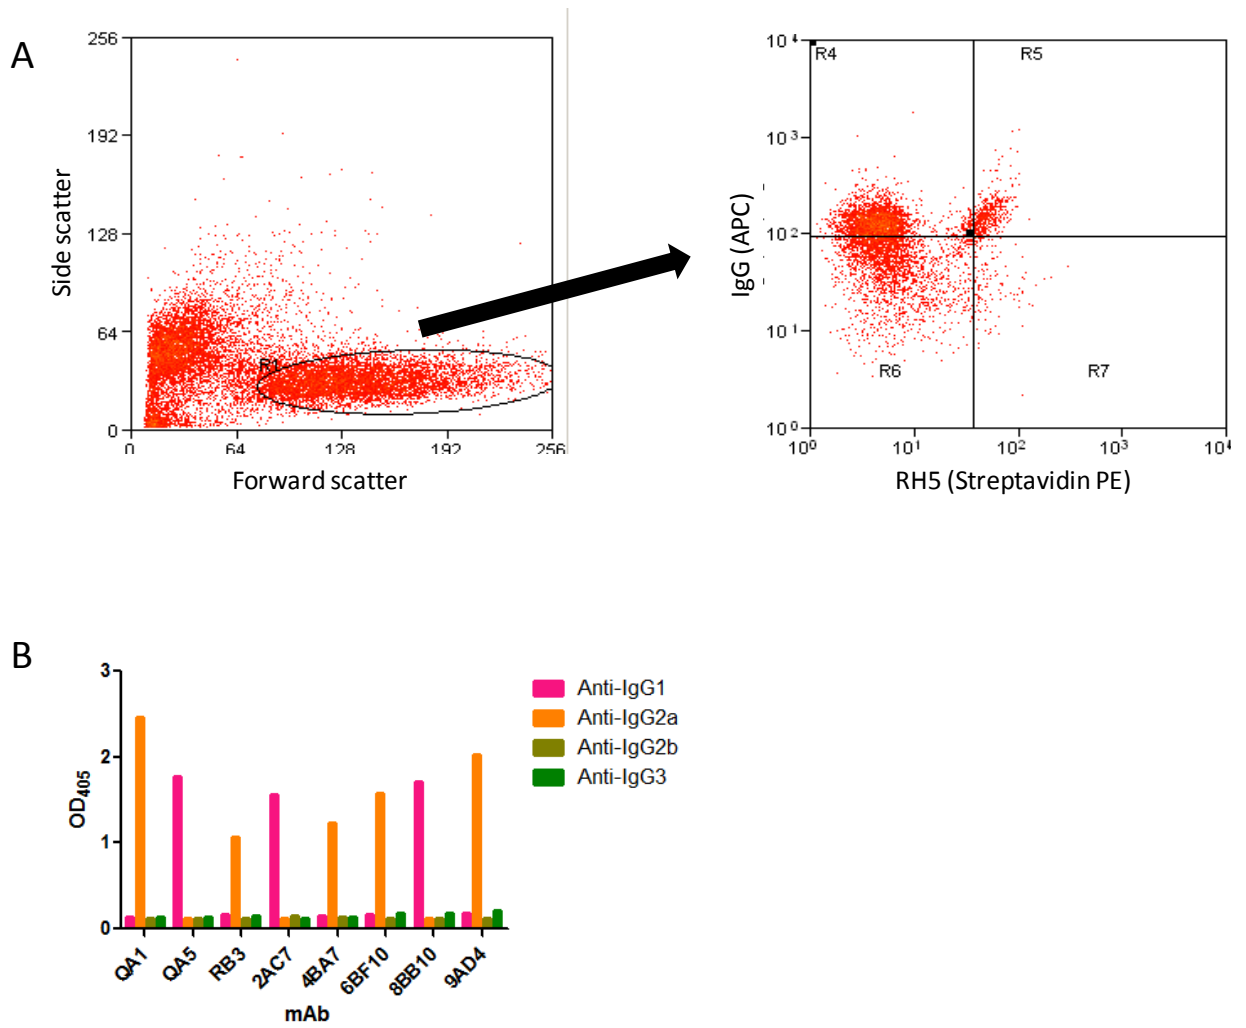 A
256
192
128
64
0
Side scatter
R1
0
64
128
192
256
Forward scatter
10⁴
10³
10²
10¹
10⁰
IgG (APC)
R4
R5
R6
R7
10⁰
10¹
10²
10³
10⁴
RH5 (Streptavidin PE)
B
3
2
1
0
OD₄₀₅
Anti-IgG1
Anti-IgG2a
Anti-IgG2b
Anti-IgG3
QA1
QA5
RB3
2AC7
4BA7
6BF10
8BB10
9AD4
mAb